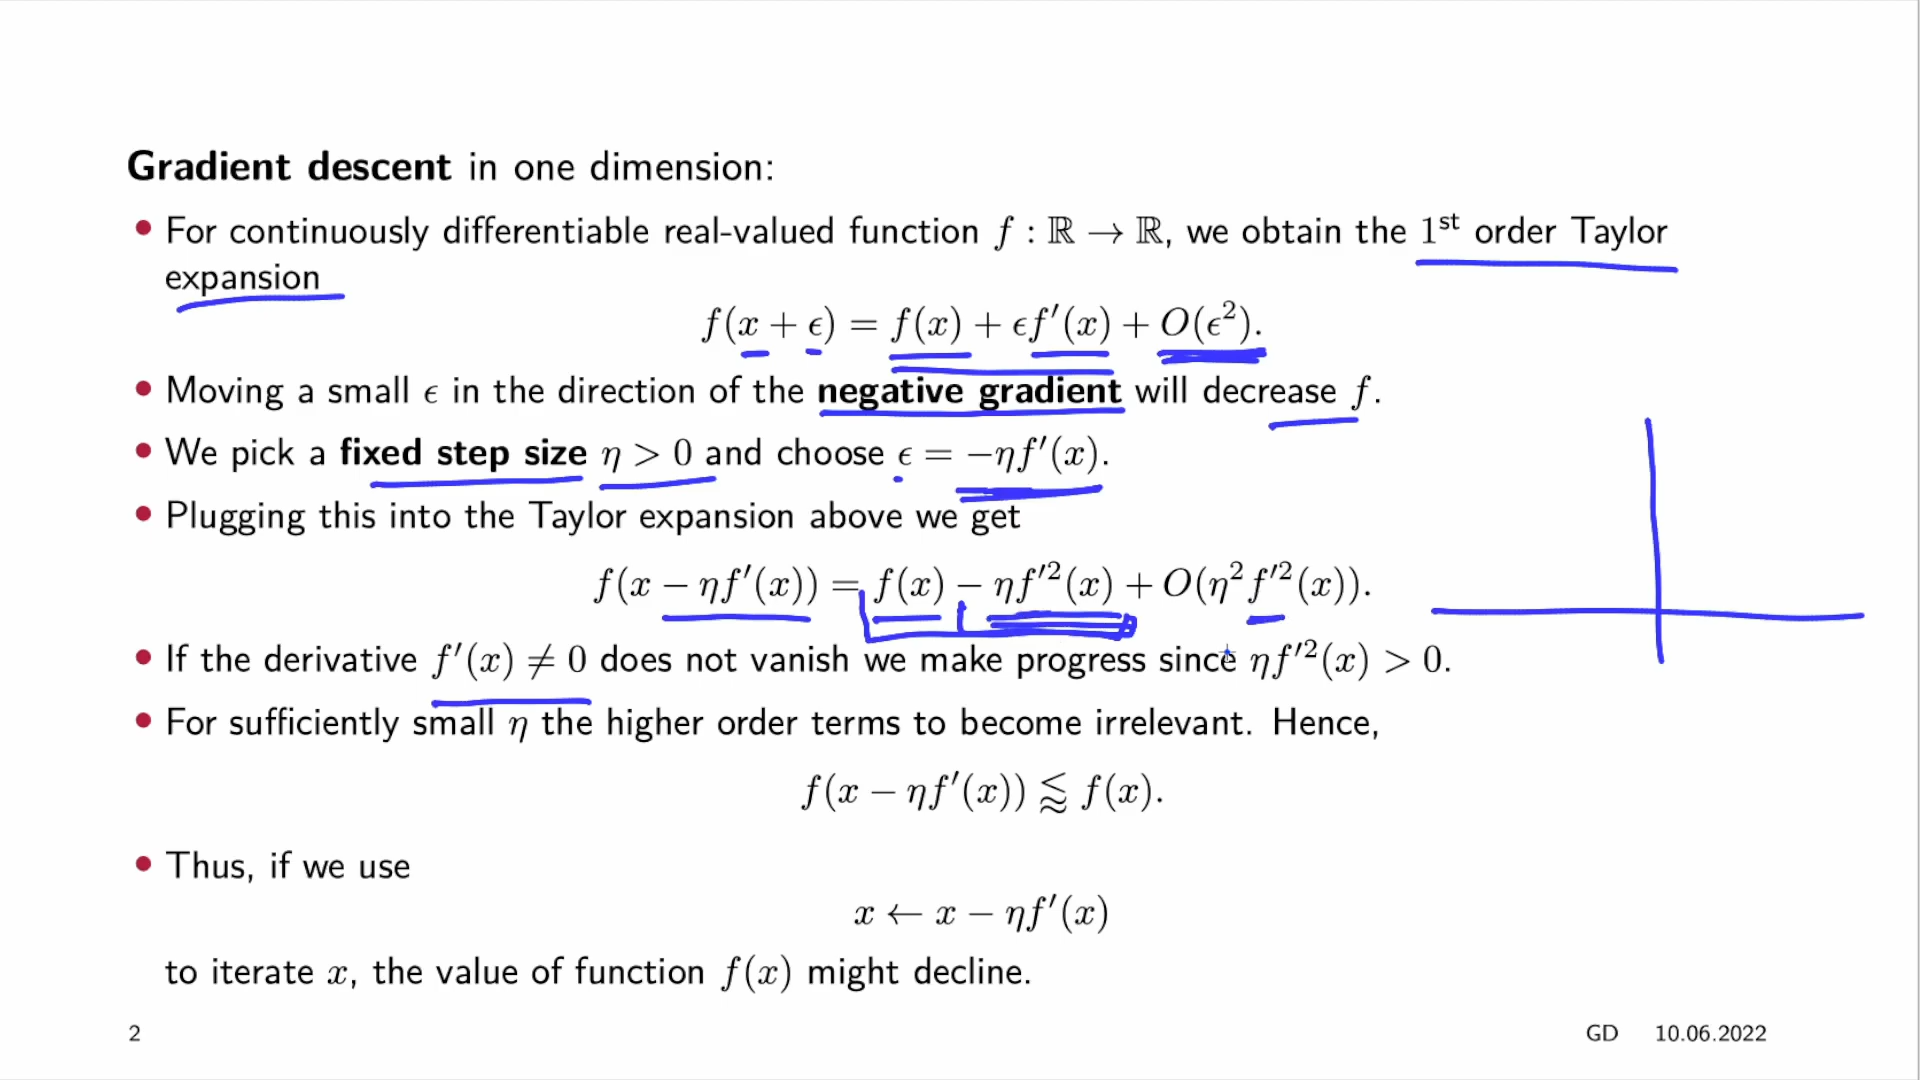 Gradient descent in one dimension:
• For continuously differentiable real-valued function f : ℝ → ℝ, we obtain the 1ˢᵗ order Taylor
expansion
f(x + ϵ) = f(x) + ϵf′(x) + O(ϵ²).
• Moving a small ϵ in the direction of the negative gradient will decrease f.
• We pick a fixed step size η > 0 and choose ϵ = −ηf′(x).
• Plugging this into the Taylor expansion above we get
f(x − ηf′(x)) = f(x) − ηf′²(x) + O(η²f′²(x)).
• If the derivative f′(x) ≠ 0 does not vanish we make progress since ηf′²(x) > 0.
• For sufficiently small η the higher order terms to become irrelevant. Hence,
f(x − ηf′(x)) ⪅ f(x).
• Thus, if we use
x ← x − ηf′(x)
to iterate x, the value of function f(x) might decline.
2 GD 10.06.2022